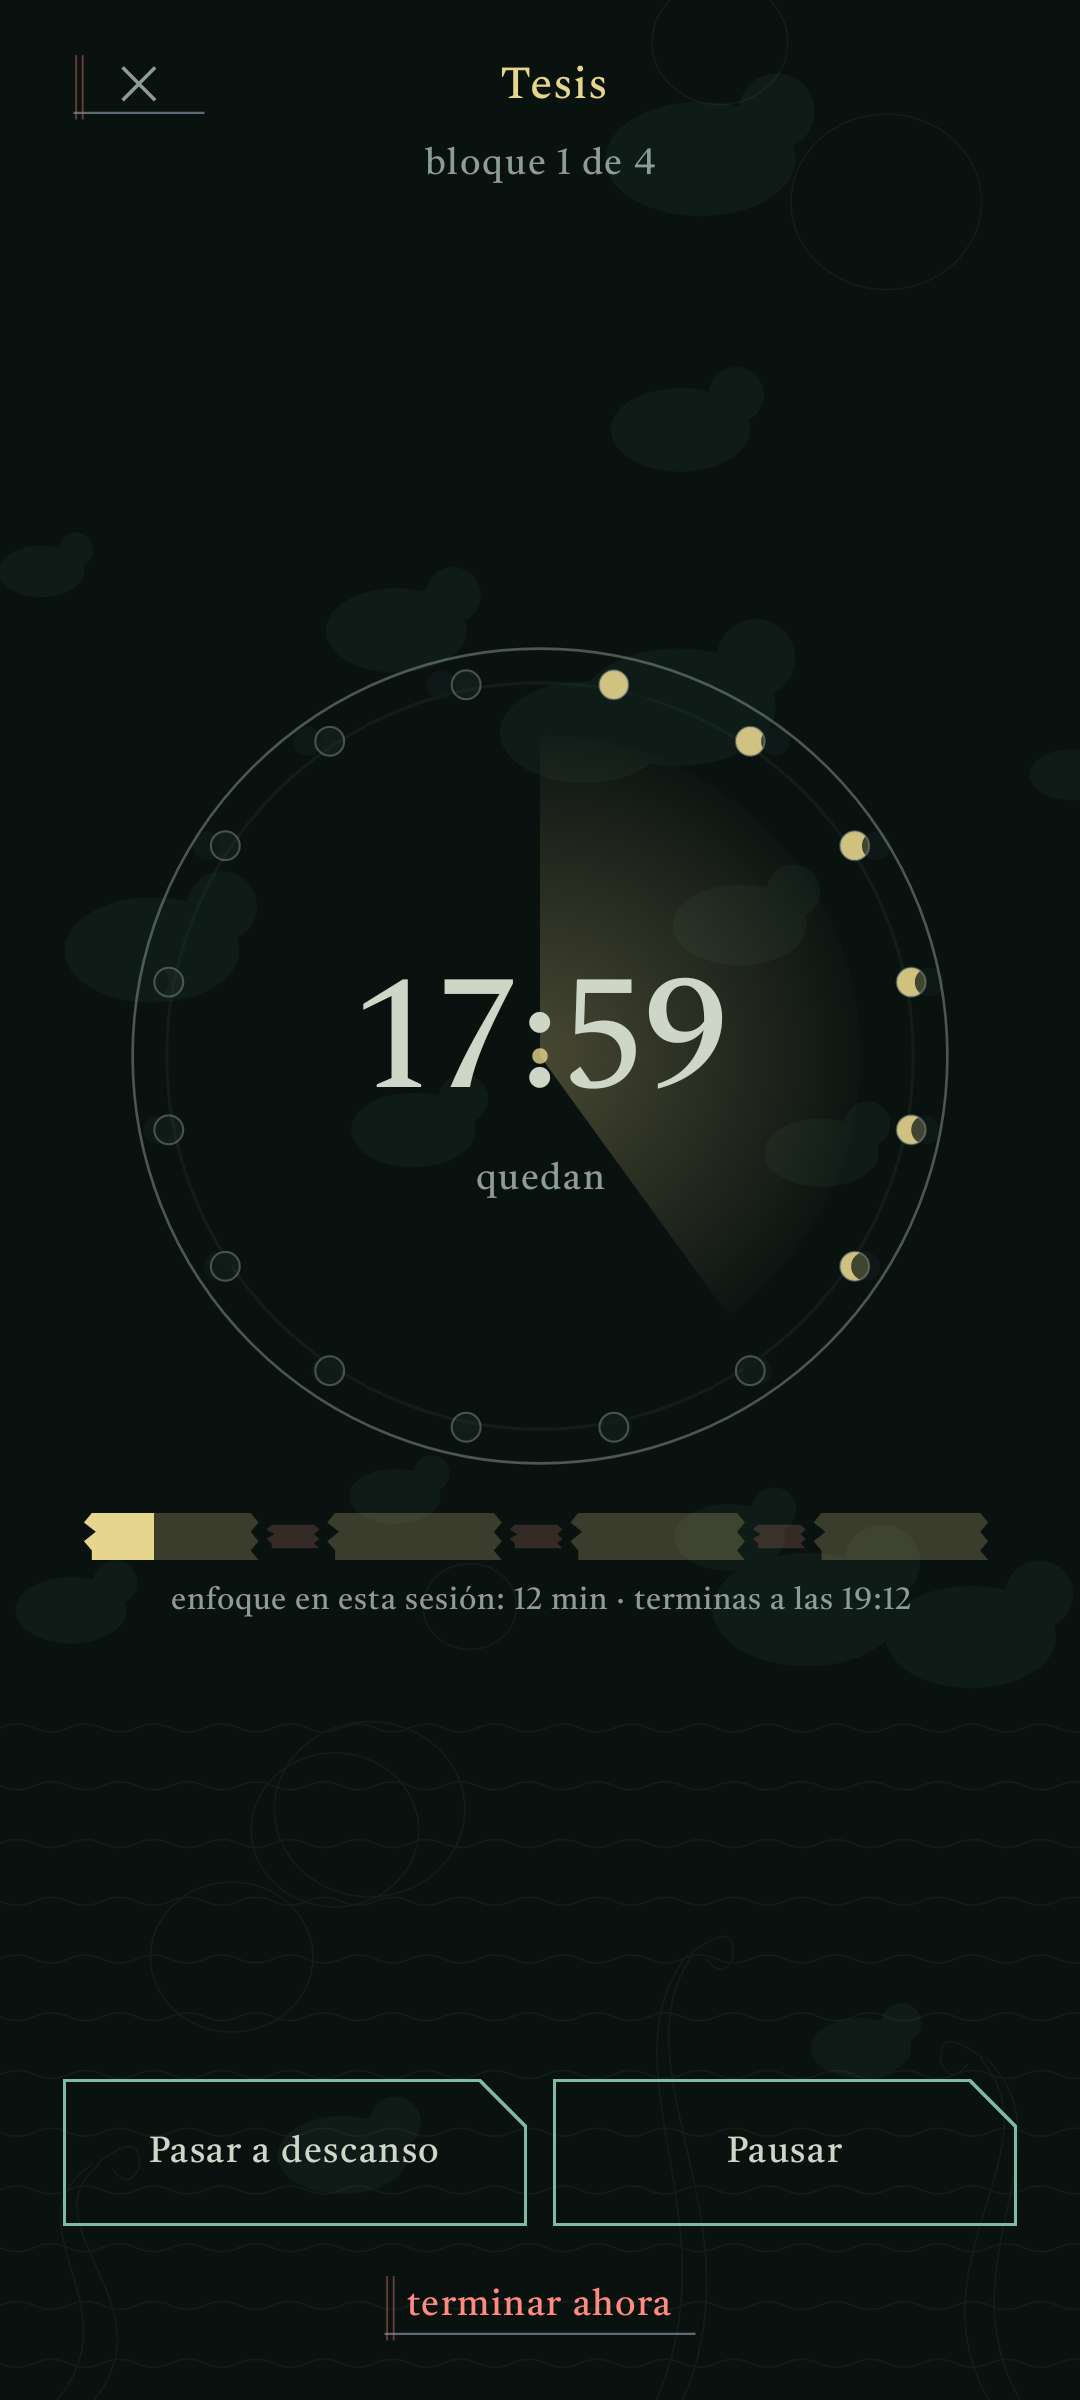 Tesis
bloque 1 de 4
17:59
quedan
enfoque en esta sesión: 12 min · terminas a las 19:12
Pasar a descanso
Pausar
terminar ahora